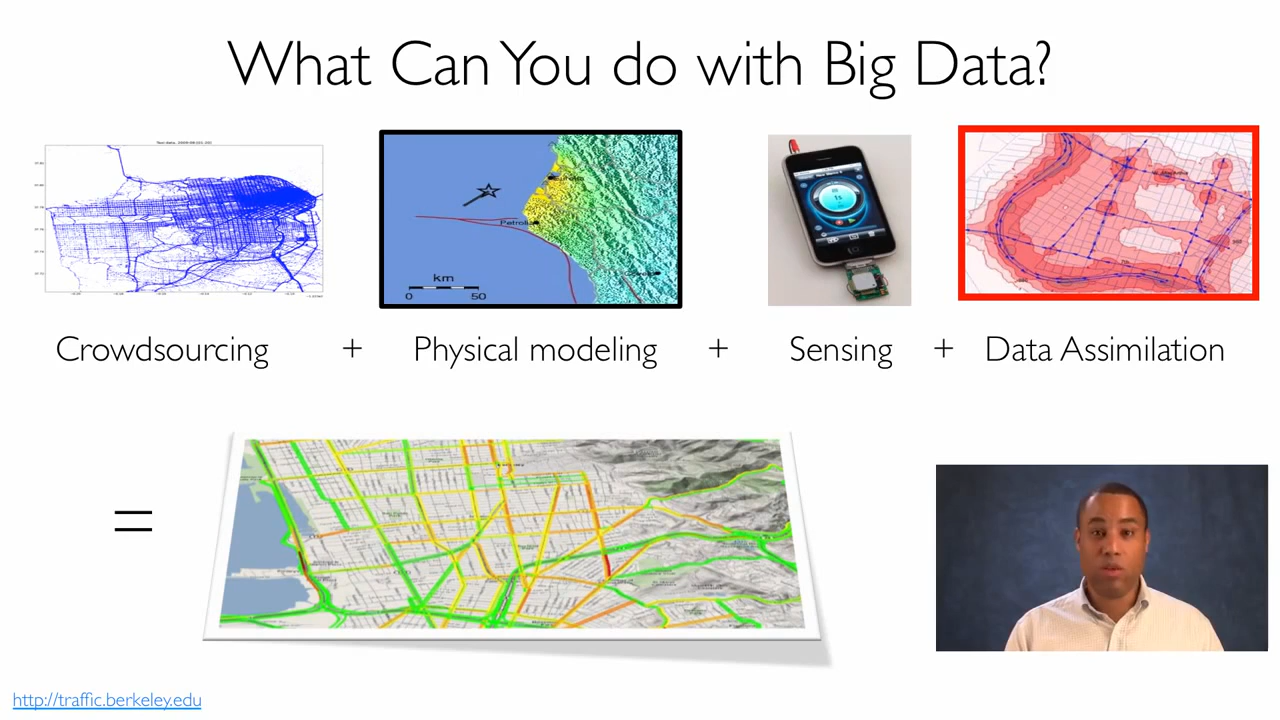 What Can You do with Big Data?
km
0 50
Crowdsourcing + Physical modeling + Sensing + Data Assimilation
=
http://traffic.berkeley.edu